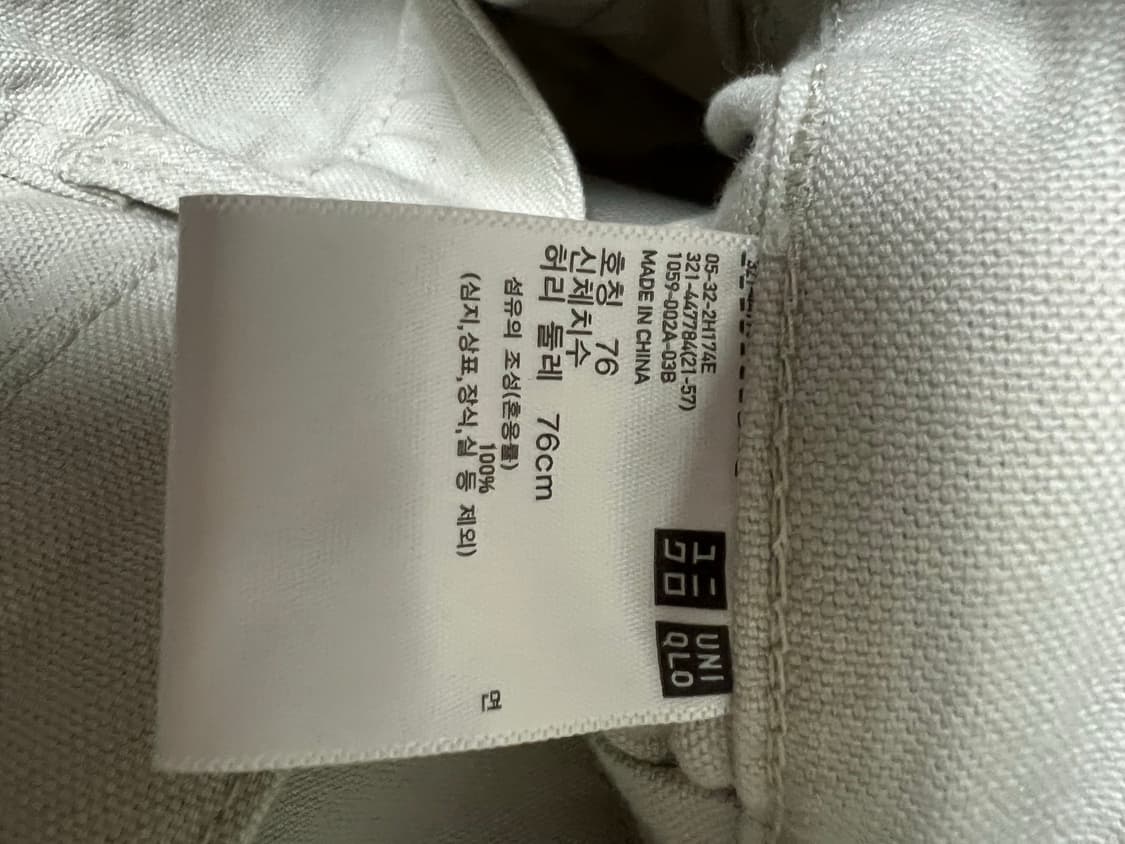 05-32-2H174E
321-447784(21-57)
1059-002A-03B
MADE IN CHINA
ユニ
クロ
UNI
QLO
호칭 76
신체치수
허리 둘레 76cm
섬유의 조성(혼용률)
100% 면
(심지,상표,장식,실 등 제외)